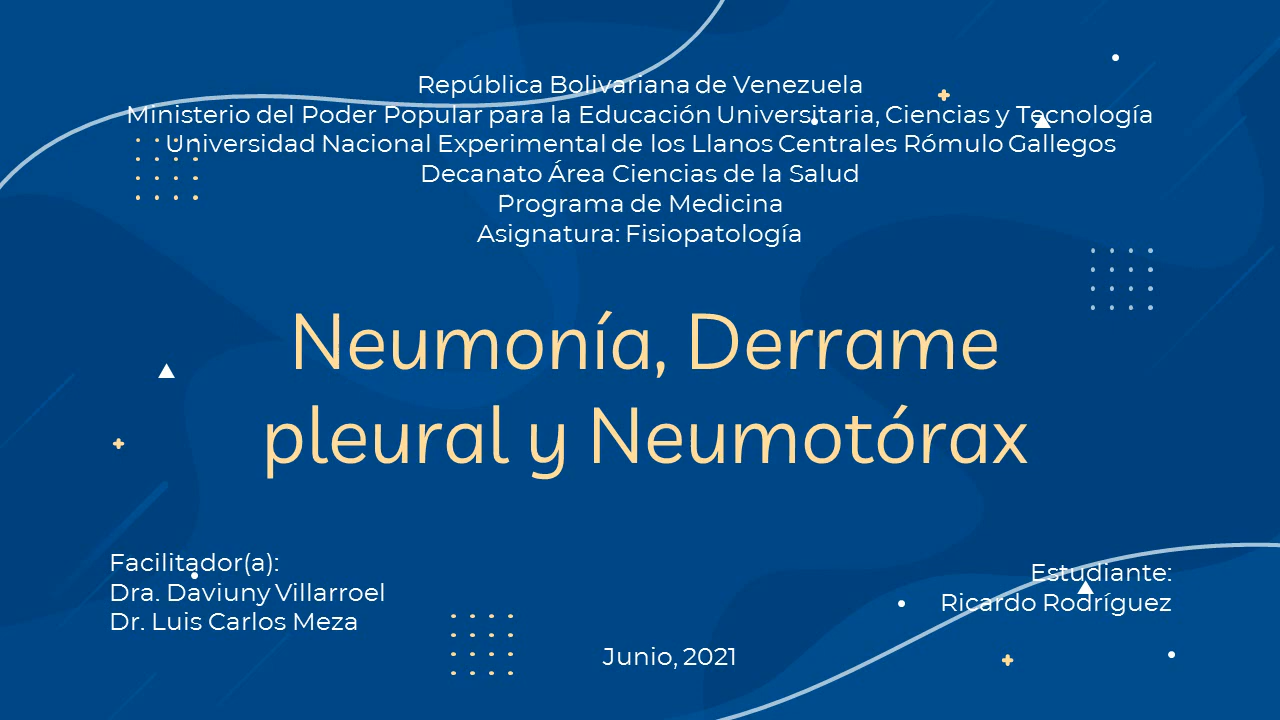 República Bolivariana de Venezuela
Ministerio del Poder Popular para la Educación Universitaria, Ciencias y Tecnología
Universidad Nacional Experimental de los Llanos Centrales Rómulo Gallegos
Decanato Área Ciencias de la Salud
Programa de Medicina
Asignatura: Fisiopatología
Neumonía, Derrame
pleural y Neumotórax
Facilitador(a):
Dra. Daviuny Villarroel
Dr. Luis Carlos Meza
Estudiante:
Ricardo Rodríguez
Junio, 2021